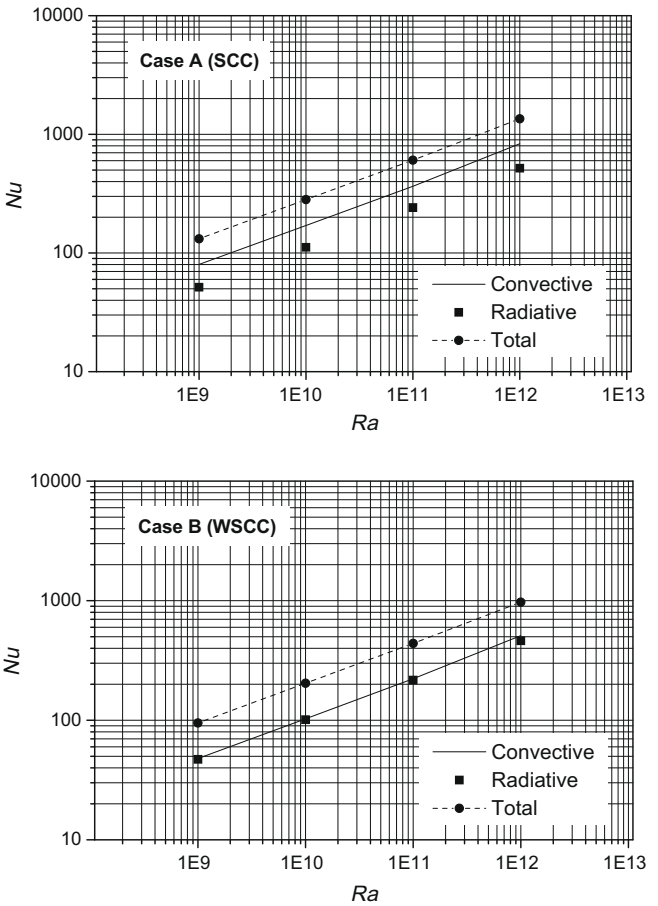 10000
Case A (SCC)
1000
Nu
100
Convective
Radiative
Total
10
1E9 1E10 1E11 1E12 1E13
Ra
10000
Case B (WSCC)
1000
Nu
100
Convective
Radiative
Total
10
1E9 1E10 1E11 1E12 1E13
Ra